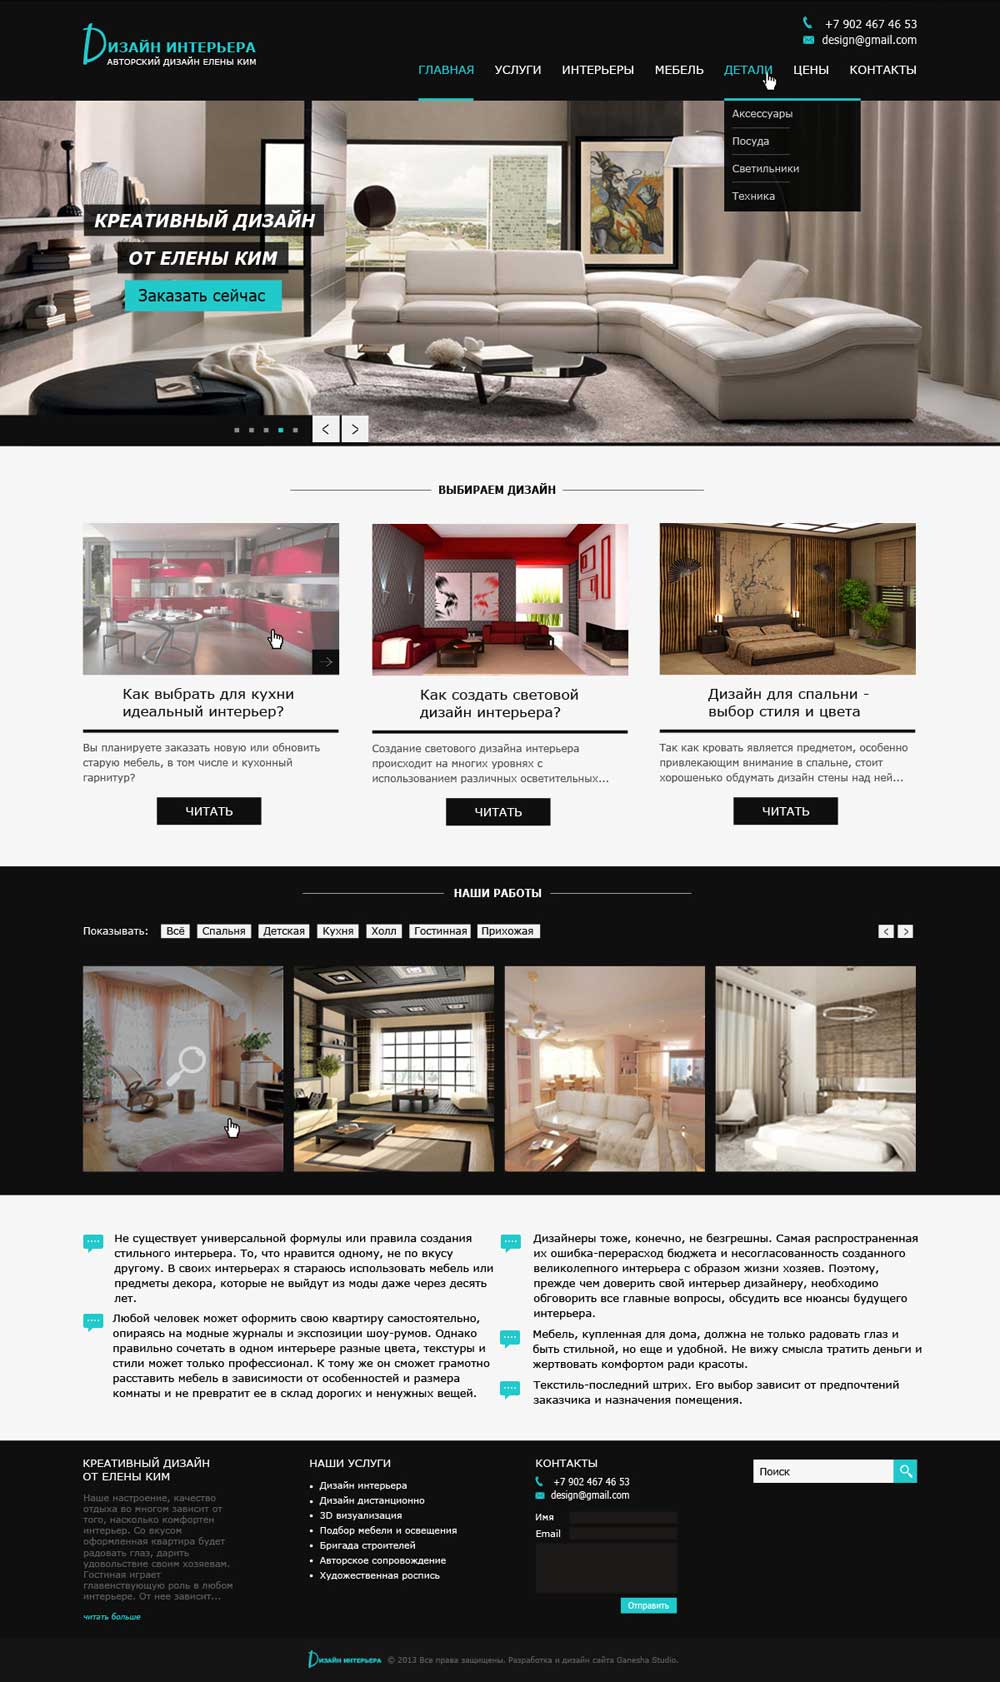 Дизайн интерьера
АВТОРСКИЙ ДИЗАЙН ЕЛЕНЫ КИМ
+7 902 467 46 53
design@gmail.com
ГЛАВНАЯ УСЛУГИ ИНТЕРЬЕРЫ МЕБЕЛЬ ДЕТАЛИ ЦЕНЫ КОНТАКТЫ
Аксессуары
Посуда
Светильники
Техника
КРЕАТИВНЫЙ ДИЗАЙН
ОТ ЕЛЕНЫ КИМ
Заказать сейчас
< >
ВЫБИРАЕМ ДИЗАЙН
Как выбрать для кухни
идеальный интерьер?
Вы планируете заказать новую или обновить
старую мебель, в том числе и кухонный
гарнитур?
ЧИТАТЬ
Как создать световой
дизайн интерьера?
Создание светового дизайна интерьера
происходит на многих уровнях с
использованием различных осветительных...
ЧИТАТЬ
Дизайн для спальни -
выбор стиля и цвета
Так как кровать является предметом, особенно
привлекающим внимание в спальне, стоит
хорошенько обдумать дизайн стены над ней...
ЧИТАТЬ
НАШИ РАБОТЫ
Показывать: Всё Спальня Детская Кухня Холл Гостинная Прихожая < >
Не существует универсальной формулы или правила создания
стильного интерьера. То, что нравится одному, не по вкусу
другому. В своих интерьерах я стараюсь использовать мебель или
предметы декора, которые не выйдут из моды даже через десять
лет.
Любой человек может оформить свою квартиру самостоятельно,
опираясь на модные журналы и экспозиции шоу-румов. Однако
правильно сочетать в одном интерьере разные цвета, текстуры и
стили может только профессионал. К тому же он сможет грамотно
расставить мебель в зависимости от особенностей и размера
комнаты и не превратит ее в склад дорогих и ненужных вещей.
Дизайнеры тоже, конечно, не безгрешны. Самая распространенная
их ошибка-перерасход бюджета и несогласованность созданного
великолепного интерьера с образом жизни хозяев. Поэтому,
прежде чем доверить свой интерьер дизайнеру, необходимо
обговорить все главные вопросы, обсудить все нюансы будущего
интерьера.
Мебель, купленная для дома, должна не только радовать глаз и
быть стильной, но еще и удобной. Не вижу смысла тратить деньги и
жертвовать комфортом ради красоты.
Текстиль-последний штрих. Его выбор зависит от предпочтений
заказчика и назначения помещения.
КРЕАТИВНЫЙ ДИЗАЙН
ОТ ЕЛЕНЫ КИМ
Наше настроение, качество
отдыха во многом зависит от
того, насколько комфортен
интерьер. Со вкусом
оформленная квартира будет
радовать глаз, дарить
удовольствие своим хозяевам.
Гостиная играет
главенствующую роль в любом
интерьере. От нее зависит...
читать больше
НАШИ УСЛУГИ
• Дизайн интерьера
• Дизайн дистанционно
• 3D визуализация
• Подбор мебели и освещения
• Бригада строителей
• Авторское сопровождение
• Художественная роспись
КОНТАКТЫ
+7 902 467 46 53
design@gmail.com
Имя
Email
Отправить
Поиск
Дизайн интерьера © 2013 Все права защищены. Разработка и дизайн сайта Ganesha Studio.